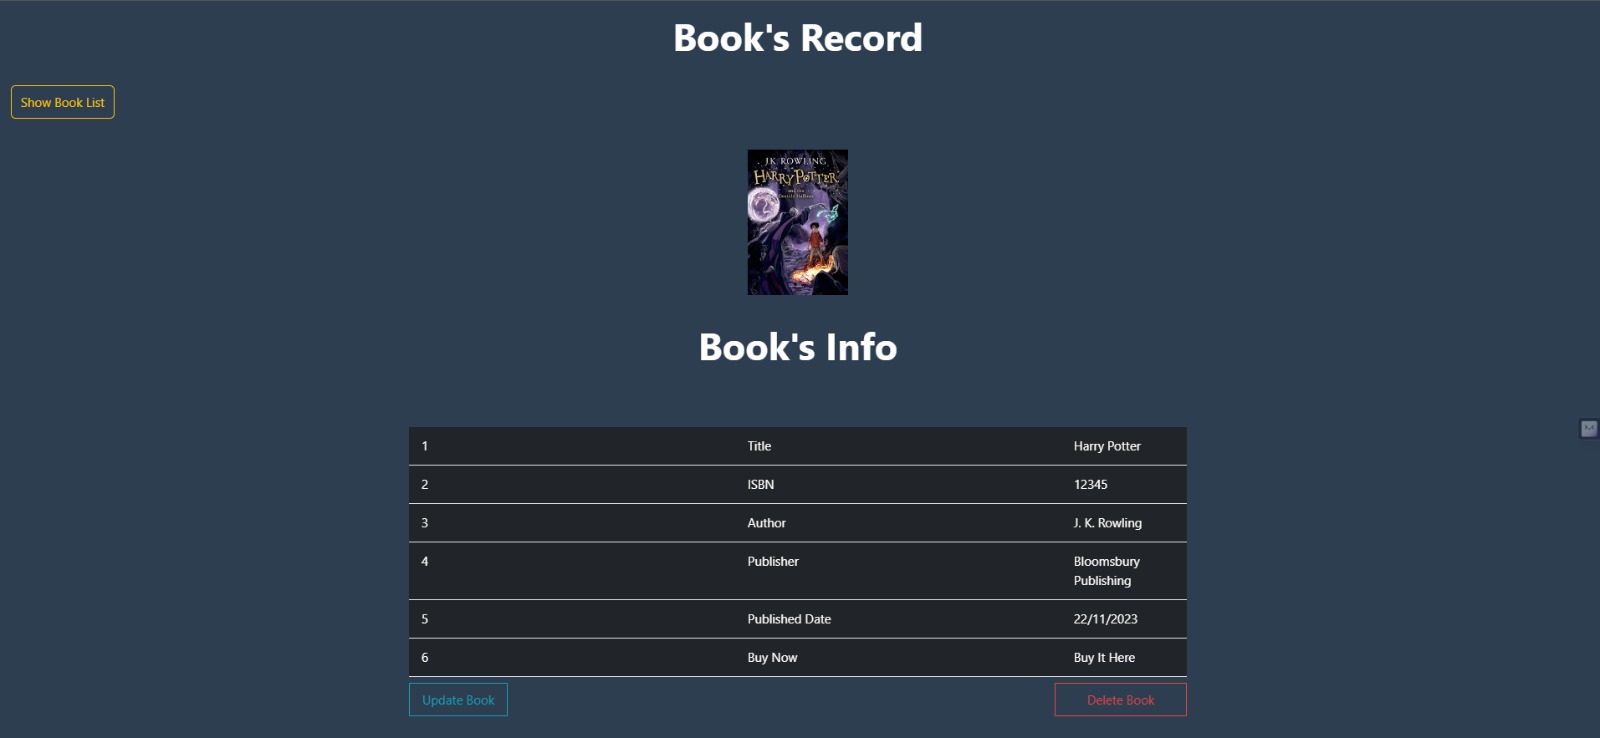 Book's Record
Show Book List
J.K. ROWLING
HARRY POTTER
and the
Deathly Hallows
Book's Info
1 Title Harry Potter
2 ISBN 12345
3 Author J. K. Rowling
4 Publisher Bloomsbury
Publishing
5 Published Date 22/11/2023
6 Buy Now Buy It Here
Update Book Delete Book